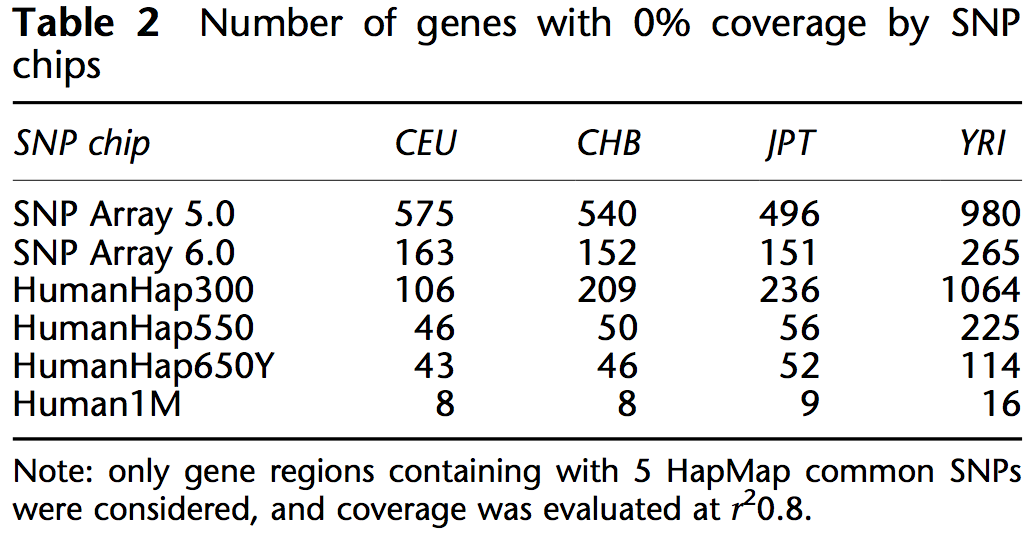 Table 2 Number of genes with 0% coverage by SNP
chips
SNP chip CEU CHB JPT YRI
SNP Array 5.0 575 540 496 980
SNP Array 6.0 163 152 151 265
HumanHap300 106 209 236 1064
HumanHap550 46 50 56 225
HumanHap650Y 43 46 52 114
Human1M 8 8 9 16
Note: only gene regions containing with 5 HapMap common SNPs
were considered, and coverage was evaluated at r²0.8.